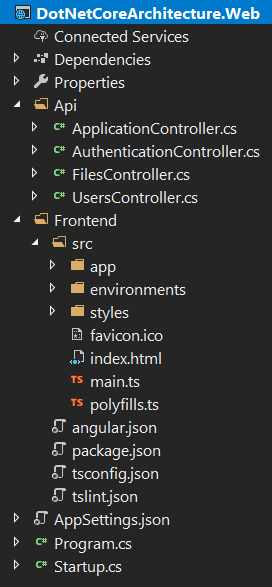 DotNetCoreArchitecture.Web
Connected Services
Dependencies
Properties
Api
C# ApplicationController.cs
C# AuthenticationController.cs
C# FilesController.cs
C# UsersController.cs
Frontend
src
app
environments
styles
favicon.ico
index.html
TS main.ts
TS polyfills.ts
angular.json
package.json
tsconfig.json
tslint.json
AppSettings.json
C# Program.cs
C# Startup.cs